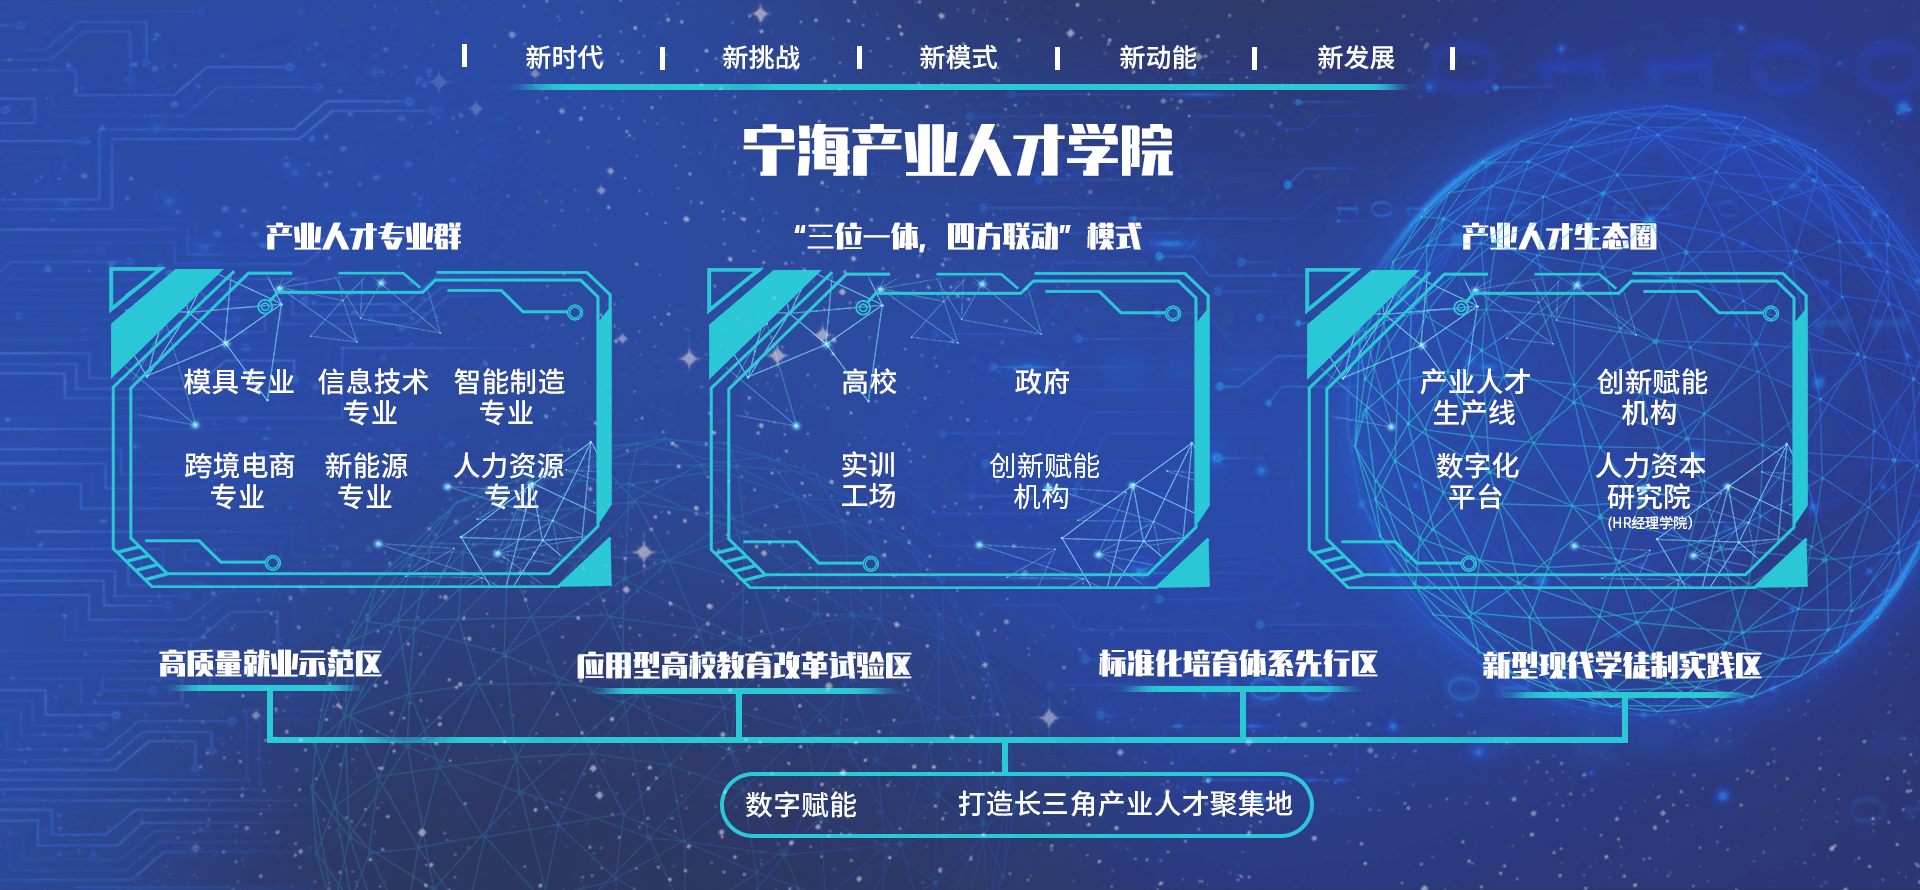 新时代 新挑战 新模式 新动能 新发展
宁海产业人才学院
产业人才专业群
模具专业 信息技术 智能制造
专业 专业
跨境电商 新能源 人力资源
专业 专业 专业
“三位一体，四方联动”模式
高校 政府
实训 创新赋能
工场 机构
产业人才生态圈
产业人才 创新赋能
生产线 机构
数字化 人力资本
平台 研究院
(HR经理学院)
高质量就业示范区
应用型高校教育改革试验区
标准化培育体系先行区
新型现代学徒制实践区
数字赋能 打造长三角产业人才聚集地